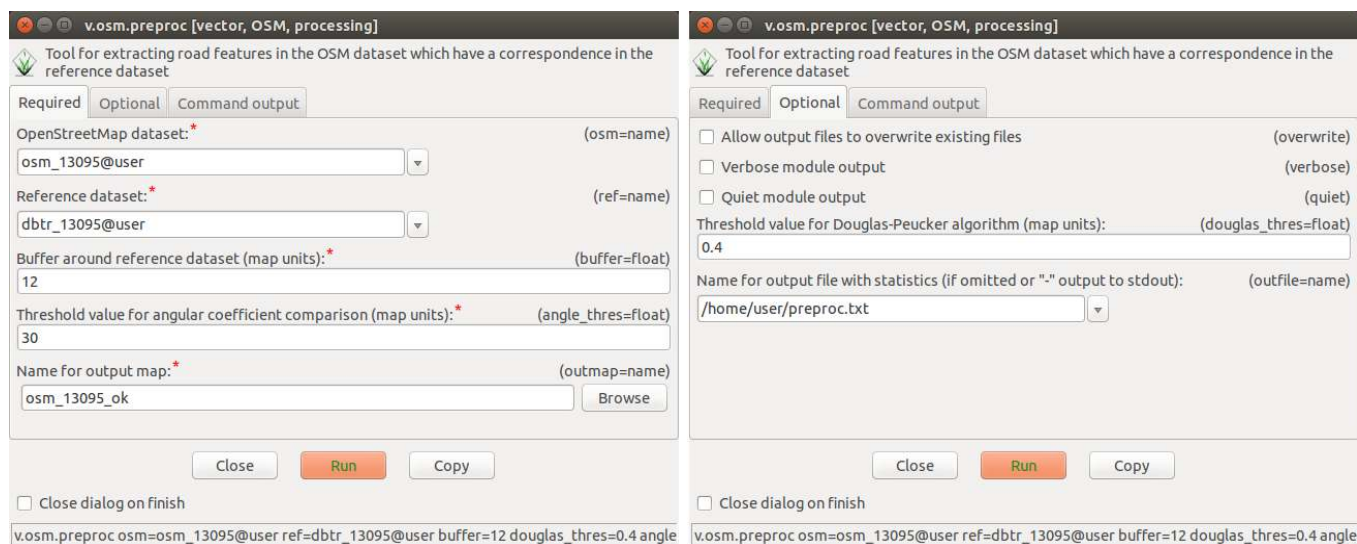 v.osm.preproc [vector, OSM, processing]
Tool for extracting road features in the OSM dataset which have a correspondence in the
reference dataset
Required Optional Command output
OpenStreetMap dataset:* (osm=name)
osm_13095@user
Reference dataset:* (ref=name)
dbtr_13095@user
Buffer around reference dataset (map units):* (buffer=float)
12
Threshold value for angular coefficient comparison (map units):* (angle_thres=float)
30
Name for output map:* (outmap=name)
osm_13095_ok Browse
Close Run Copy
Close dialog on finish
v.osm.preproc osm=osm_13095@user ref=dbtr_13095@user buffer=12 douglas_thres=0.4 angle
v.osm.preproc [vector, OSM, processing]
Tool for extracting road features in the OSM dataset which have a correspondence in the
reference dataset
Required Optional Command output
Allow output files to overwrite existing files (overwrite)
Verbose module output (verbose)
Quiet module output (quiet)
Threshold value for Douglas-Peucker algorithm (map units): (douglas_thres=float)
0.4
Name for output file with statistics (if omitted or "-" output to stdout): (outfile=name)
/home/user/preproc.txt
Close Run Copy
Close dialog on finish
v.osm.preproc osm=osm_13095@user ref=dbtr_13095@user buffer=12 douglas_thres=0.4 angle